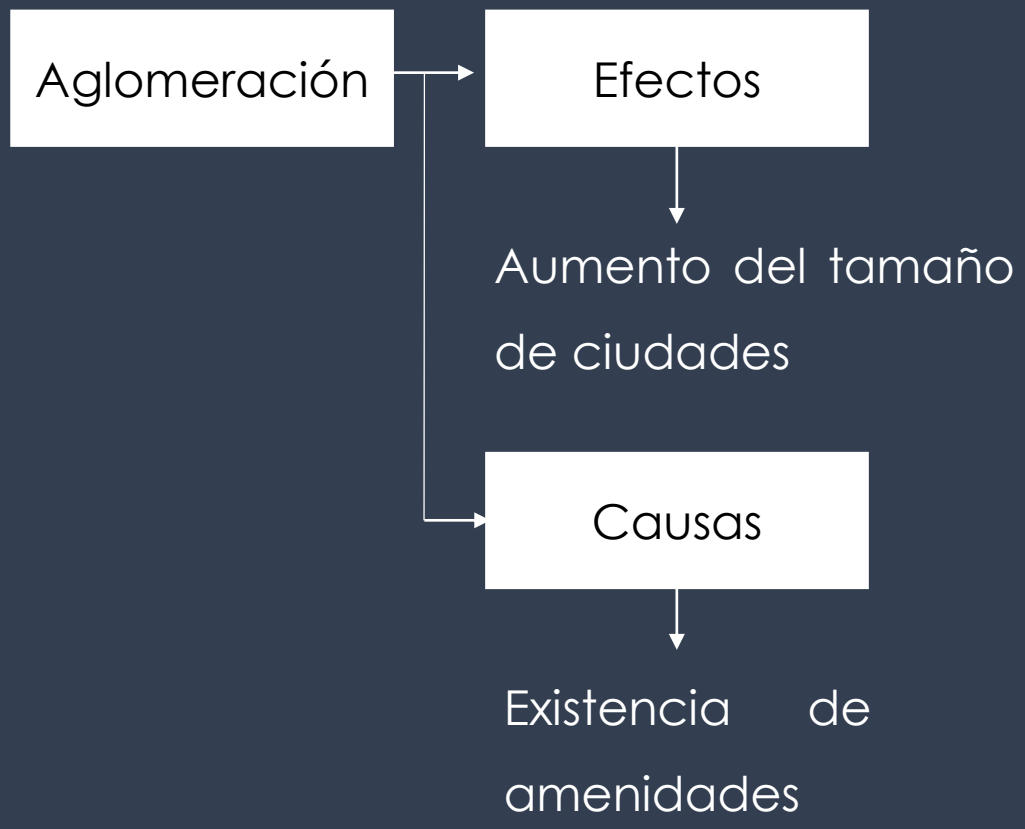 Aglomeración
Efectos
Aumento del tamaño
de ciudades
Causas
Existencia de
amenidades